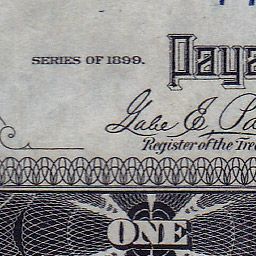 SERIES OF 1899.
Paya
Gabe E. Pa
Register of the Trea
ONE